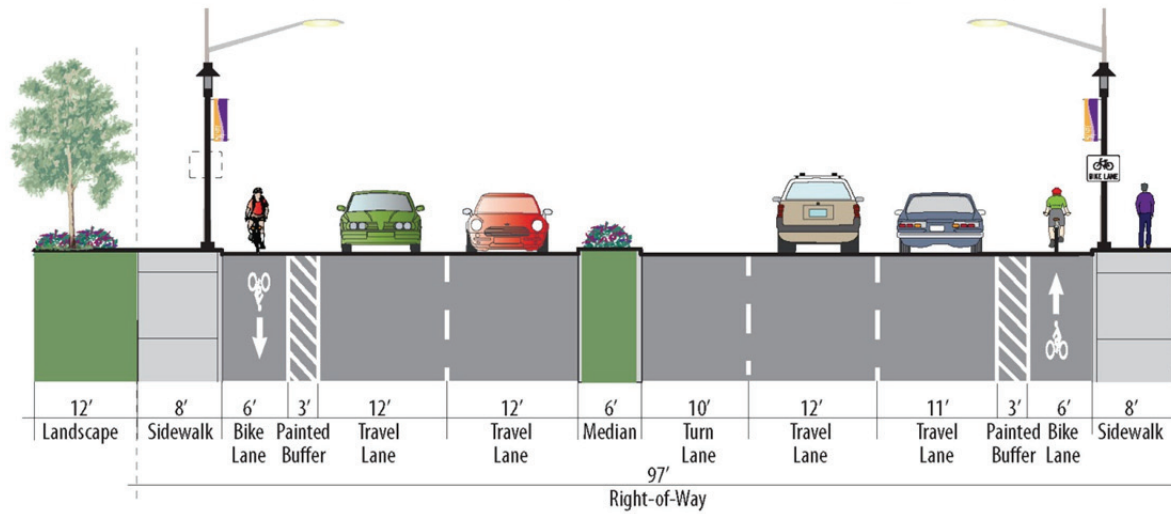 BIKE LANE
12' 8' 6' 3' 12' 12' 6' 10' 12' 11' 3' 6' 8'
Landscape Sidewalk Bike Painted Travel Travel Median Turn Travel Travel Painted Bike Sidewalk
Lane Buffer Lane Lane Lane Lane Lane Buffer Lane
97'
Right-of-Way